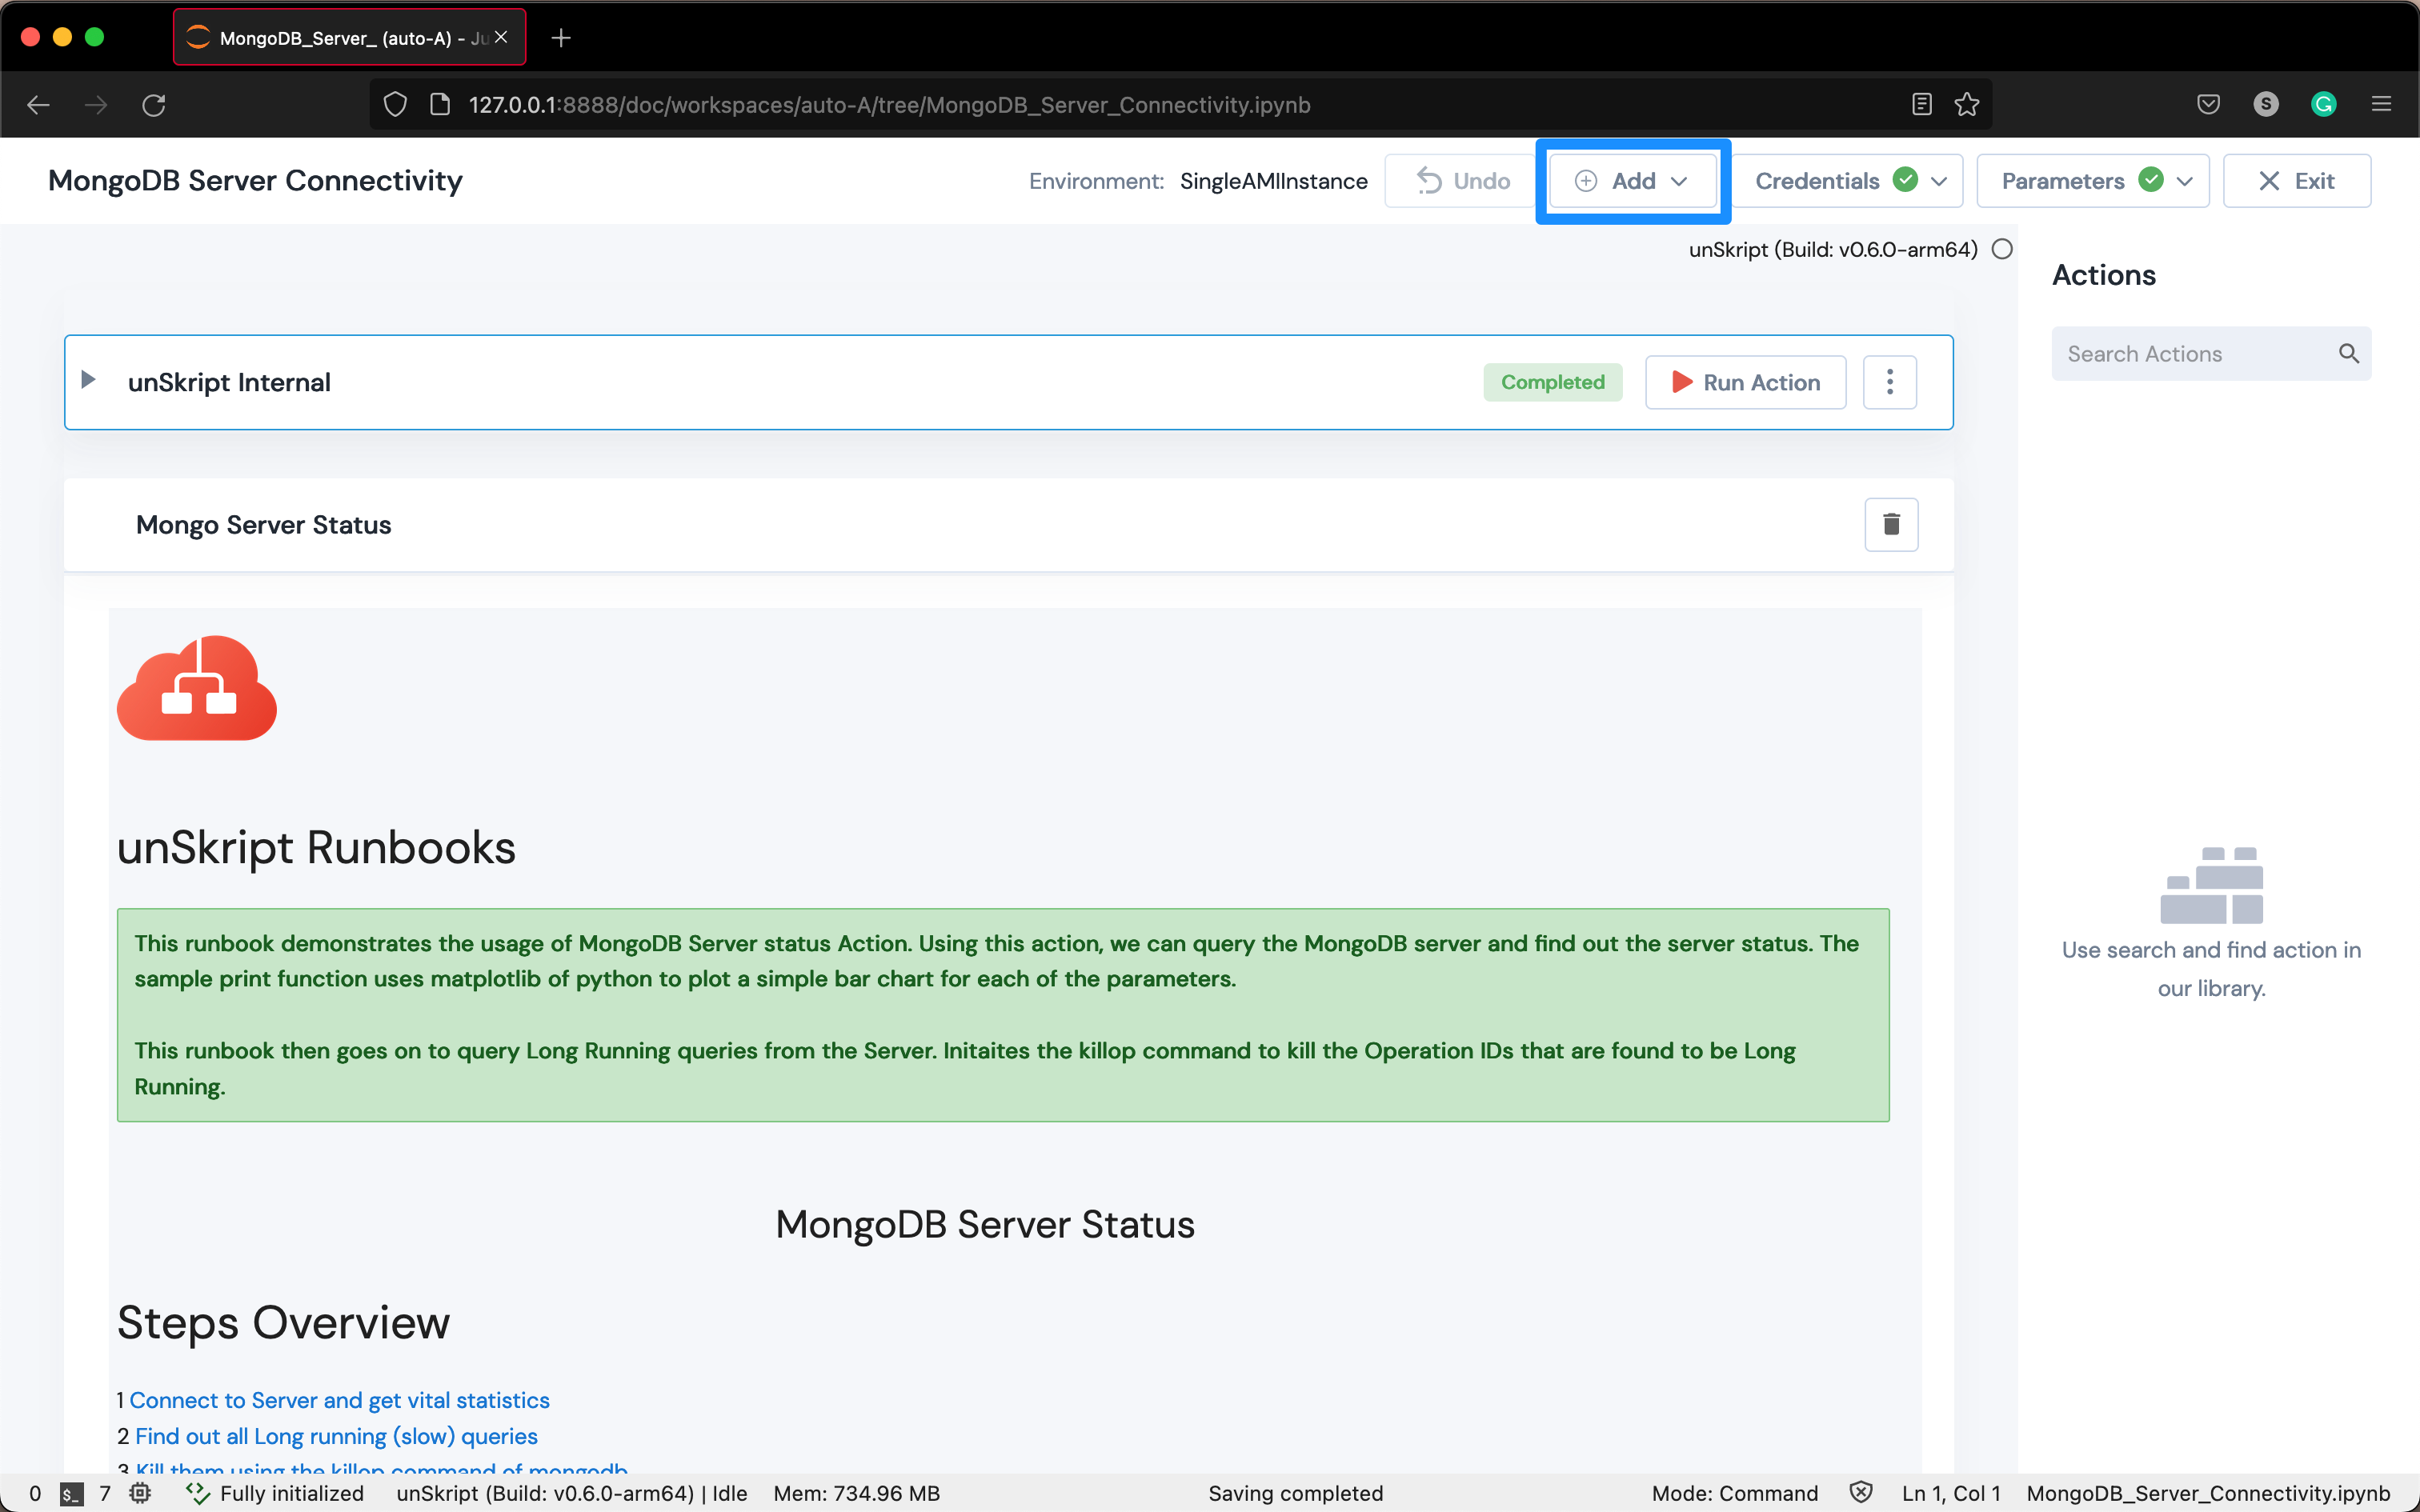 MongoDB_Server_ (auto-A) - Ju
127.0.0.1:8888/doc/workspaces/auto-A/tree/MongoDB_Server_Connectivity.ipynb
S
G
MongoDB Server Connectivity
Environment: SingleAMIInstance
Undo
Add
Credentials
Parameters
Exit
unSkript (Build: v0.6.0-arm64)
Actions
Search Actions
unSkript Internal
Completed
Run Action
Mongo Server Status
unSkript Runbooks
This runbook demonstrates the usage of MongoDB Server status Action. Using this action, we can query the MongoDB server and find out the server status. The
sample print function uses matplotlib of python to plot a simple bar chart for each of the parameters.
This runbook then goes on to query Long Running queries from the Server. Initaites the killop command to kill the Operation IDs that are found to be Long
Running.
Use search and find action in
our library.
MongoDB Server Status
Steps Overview
1 Connect to Server and get vital statistics
2 Find out all Long running (slow) queries
3 Kill them using the killop command of mongodb
0 $_ 7 Fully initialized unSkript (Build: v0.6.0-arm64) | Idle Mem: 734.96 MB Saving completed Mode: Command Ln 1, Col 1 MongoDB_Server_Connectivity.ipynb